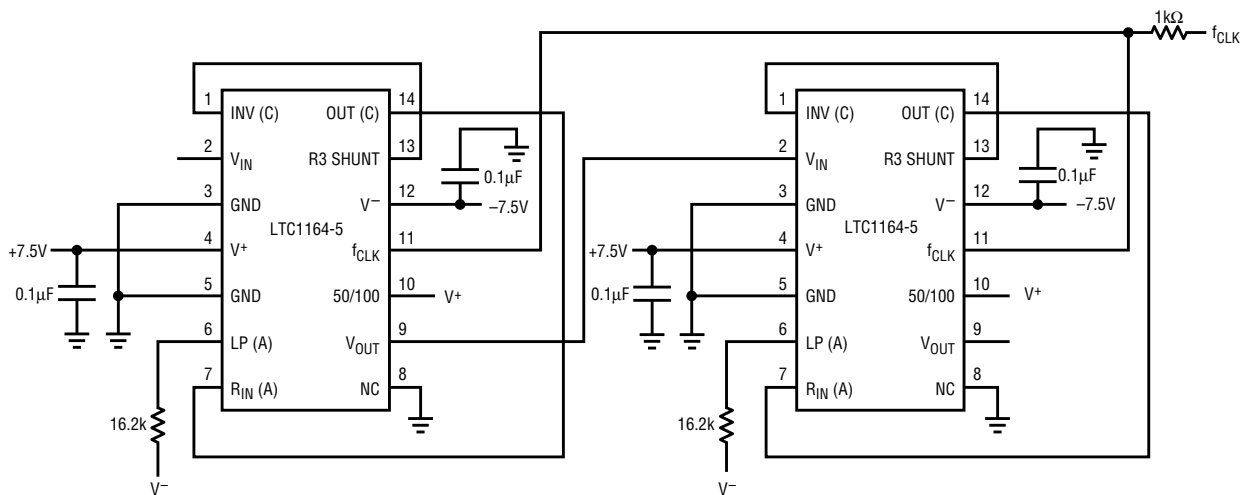 1kΩ
fCLK
1
INV (C)
OUT (C)
14
2
VIN
R3 SHUNT
13
0.1µF
3
GND
V–
12
–7.5V
LTC1164-5
+7.5V
4
V+
fCLK
11
0.1µF
5
GND
50/100
10
V+
6
LP (A)
VOUT
9
7
RIN (A)
NC
8
16.2k
V–
1
INV (C)
OUT (C)
14
2
VIN
R3 SHUNT
13
0.1µF
3
GND
V–
12
–7.5V
LTC1164-5
+7.5V
4
V+
fCLK
11
0.1µF
5
GND
50/100
10
V+
6
LP (A)
VOUT
9
7
RIN (A)
NC
8
16.2k
V–